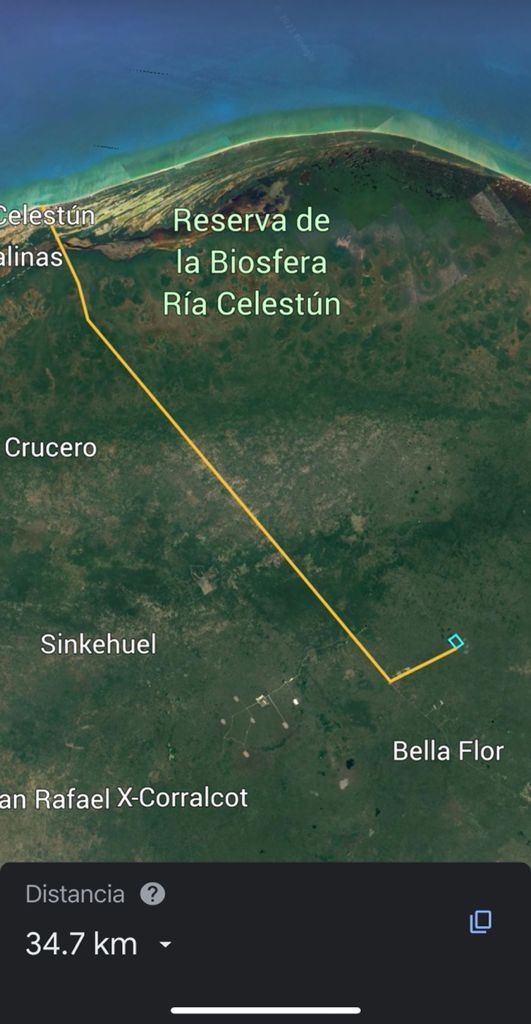 Celestún
alinas
Reserva de
la Biosfera
Ría Celestún
Crucero
Sinkehuel
Bella Flor
an Rafael X-Corralcot
Distancia ?
34.7 km